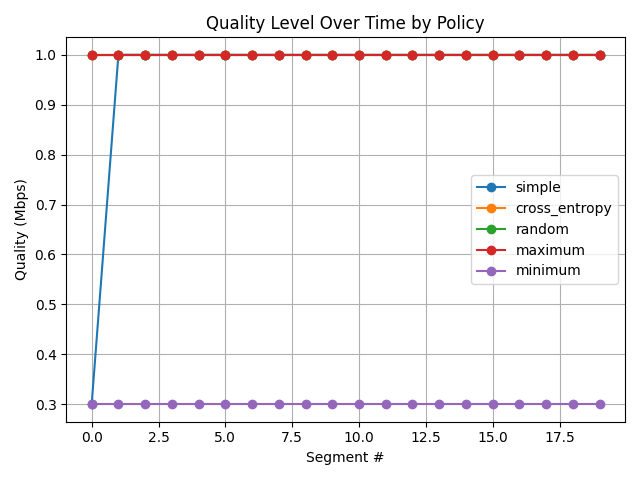 Quality Level Over Time by Policy
Quality (Mbps)
1.0
0.9
0.8
0.7
0.6
0.5
0.4
0.3
simple
cross_entropy
random
maximum
minimum
0.0 2.5 5.0 7.5 10.0 12.5 15.0 17.5
Segment #